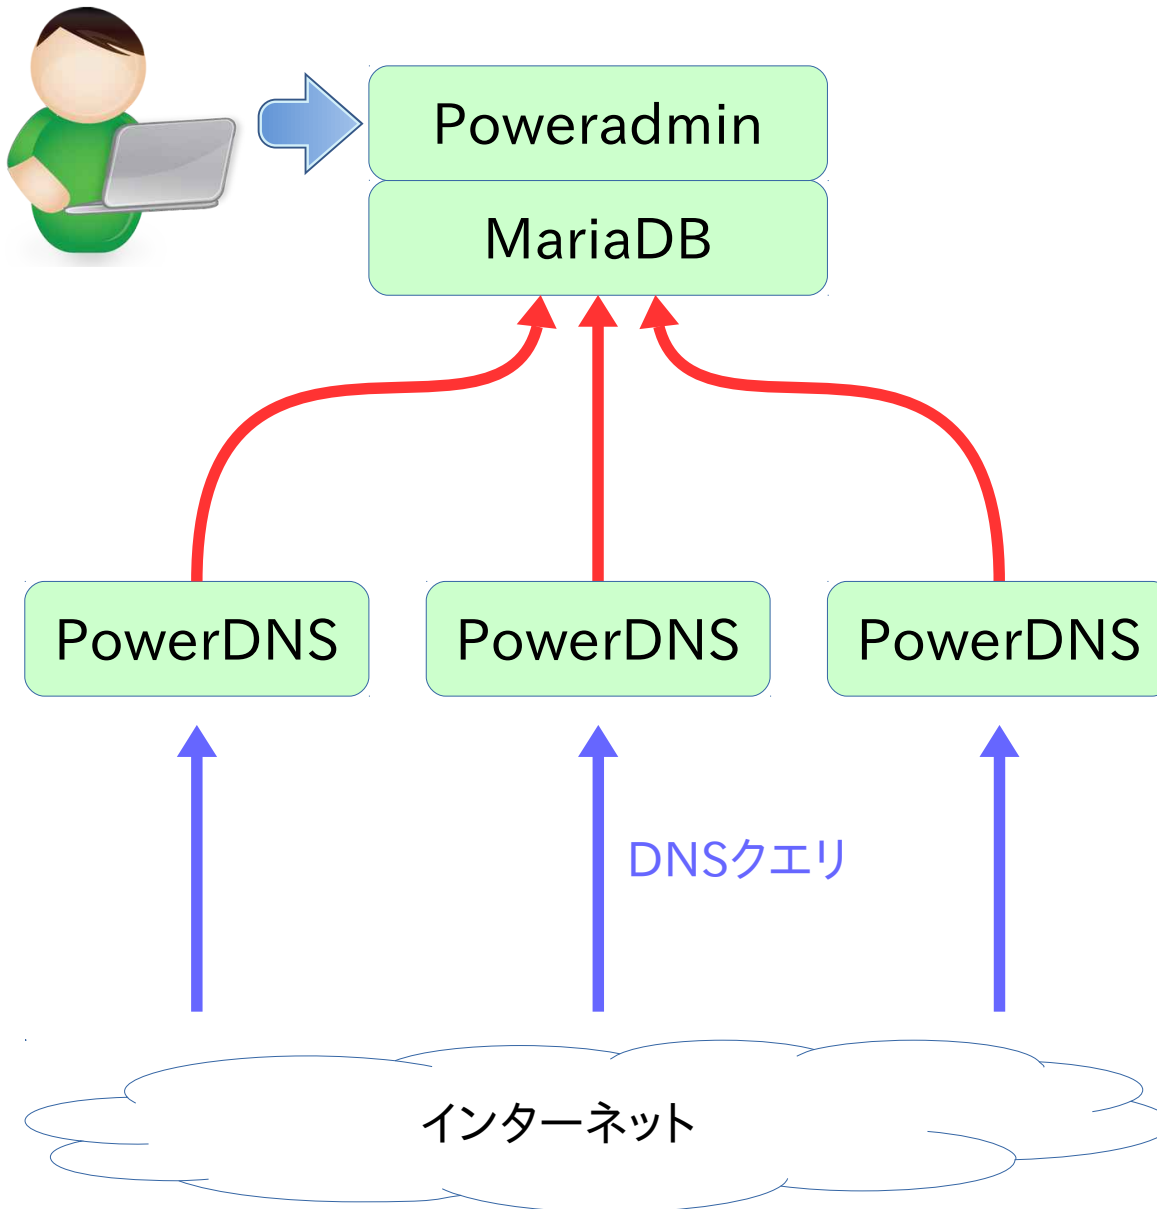 Poweradmin
MariaDB
PowerDNS
PowerDNS
PowerDNS
DNSクエリ
インターネット